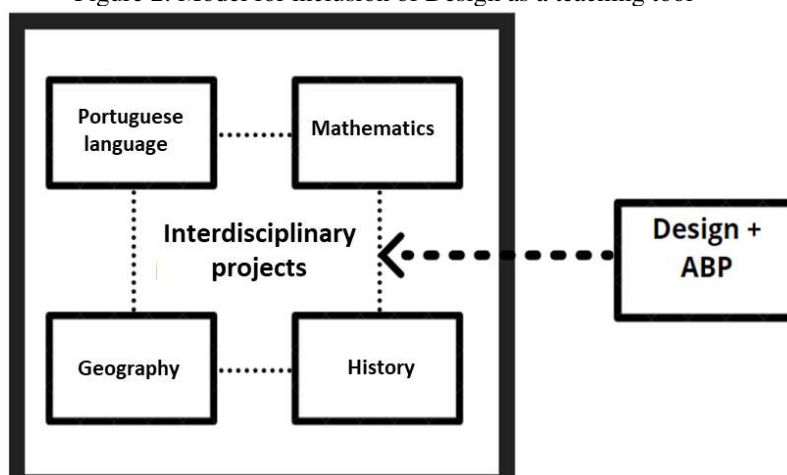 Figure 2: Model for inclusion of Design as a teaching tool
Portuguese
language
Mathematics
Interdisciplinary
projects
Design +
ABP
Geography
History